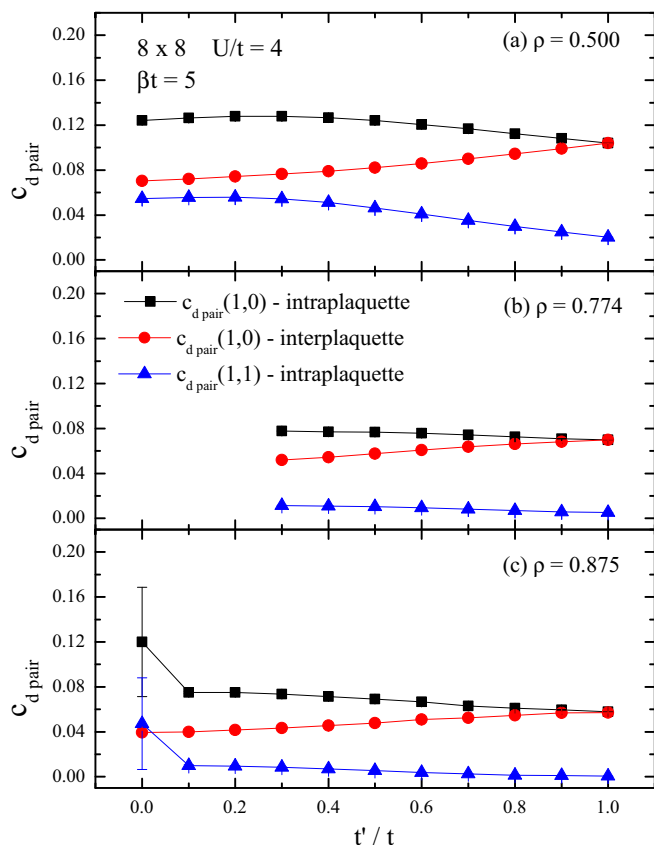 8 x 8 U/t = 4
(a) ρ = 0.500
βt = 5
0.20
0.16
0.12
0.08
0.04
0.00
c d pair
c d pair(1,0) - intraplaquette
(b) ρ = 0.774
c d pair(1,0) - interplaquette
c d pair(1,1) - intraplaquette
0.20
0.16
0.12
0.08
0.04
0.00
c d pair
(c) ρ = 0.875
0.20
0.16
0.12
0.08
0.04
0.00
c d pair
0.0 0.2 0.4 0.6 0.8 1.0
t' / t